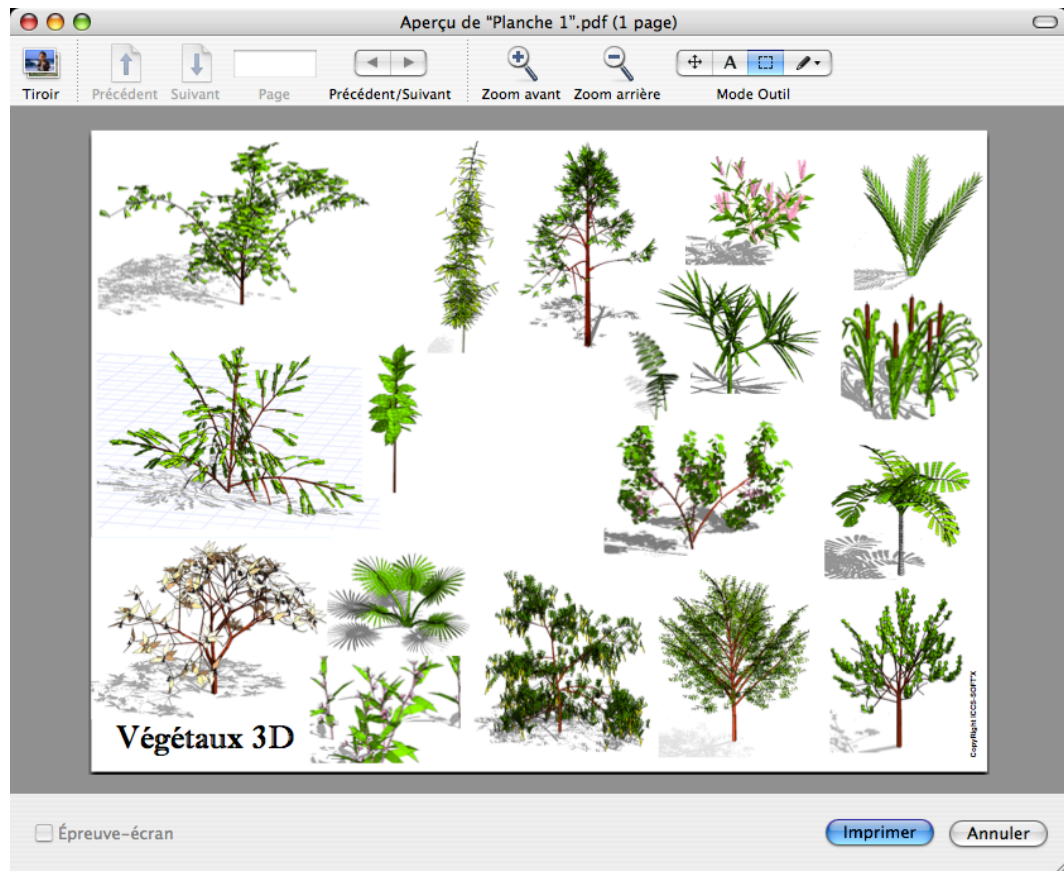 Aperçu de "Planche 1".pdf (1 page)
A
Tiroir
Précédent
Suivant
Page
Précédent/Suivant
Zoom avant
Zoom arrière
Mode Outil
Végétaux 3D
CopyRight ICCS-SOFTX
Épreuve-écran
Imprimer
Annuler